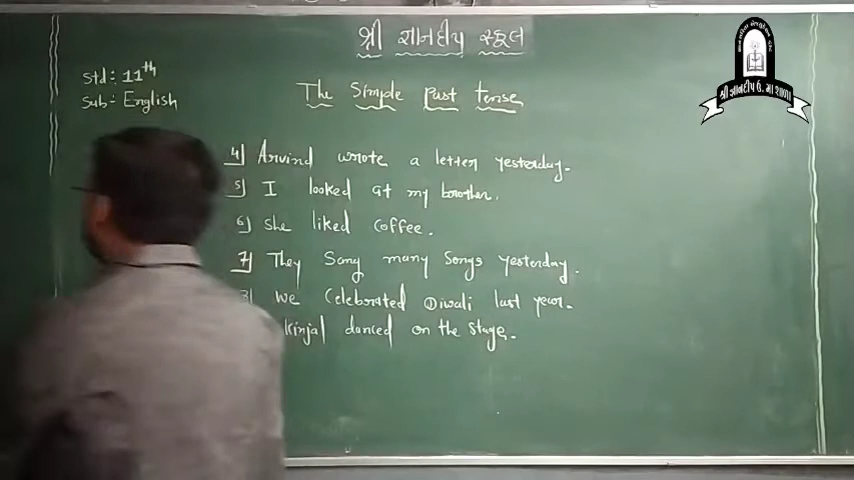 શ્રી જ્ઞાનદીપ સ્કૂલ
Std: 11th
Sub: English
The Simple Past tense
4] Arvind wrote a letter yesterday.
5] I looked at my brother.
6] She liked coffee.
7] They Sang many Songs yesterday.
8] We Celebrated Diwali last year.
kinjal danced on the stage.
શ્રી જ્ઞાનદીપ ઉ. મા શાળા